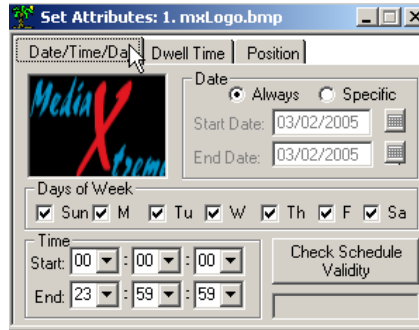 Set Attributes: 1. mxLogo.bmp
Date/Time/Da Dwell Time Position
Media
Xtreme
Date
Always Specific
Start Date: 03/02/2005
End Date: 03/02/2005
Days of Week
Sun M Tu W Th F Sa
Time
Start: 00 : 00 : 00
End: 23 : 59 : 59
Check Schedule
Validity